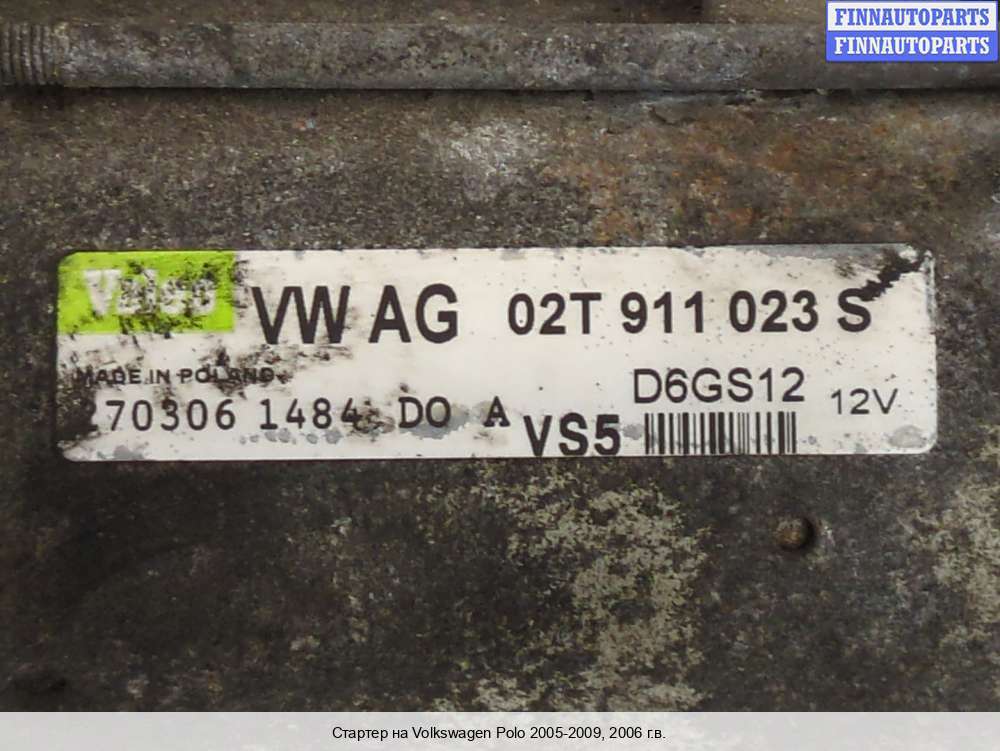 FINNAUTOPARTS
FINNAUTOPARTS
Valeo VW AG 02T 911 023 S
MADE IN POLAND
270306 1484 DO A VS5 D6GS12 12V
Стартер на Volkswagen Polo 2005-2009, 2006 г.в.